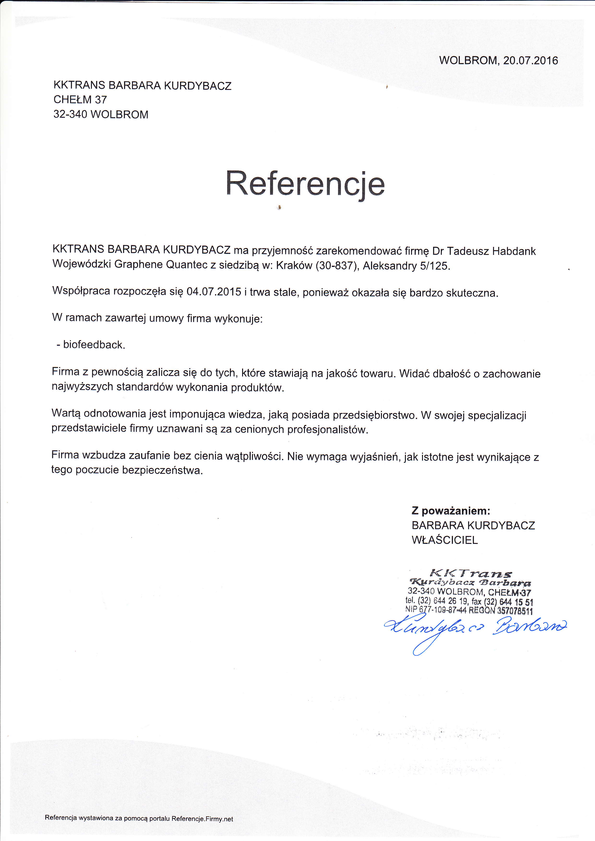 WOLBROM, 20.07.2016
KKTRANS BARBARA KURDYBACZ
CHEŁM 37
32-340 WOLBROM
Referencje
KKTRANS BARBARA KURDYBACZ ma przyjemność zarekomendować firmę Dr Tadeusz Habdank
Wojewódzki Graphene Quantec z siedzibą w: Kraków (30-837), Aleksandry 5/125.
Współpraca rozpoczęła się 04.07.2015 i trwa stale, ponieważ okazała się bardzo skuteczna.
W ramach zawartej umowy firma wykonuje:
- biofeedback.
Firma z pewnością zalicza się do tych, które stawiają na jakość towaru. Widać dbałość o zachowanie
najwyższych standardów wykonania produktów.
Wartą odnotowania jest imponująca wiedza, jaką posiada przedsiębiorstwo. W swojej specjalizacji
przedstawiciele firmy uznawani są za cenionych profesjonalistów.
Firma wzbudza zaufanie bez cienia wątpliwości. Nie wymaga wyjaśnień, jak istotne jest wynikające z
tego poczucie bezpieczeństwa.
Z poważaniem:
BARBARA KURDYBACZ
WŁAŚCICIEL
KKTrans
Kurdybacz Barbara
32-340 WOLBROM, CHEŁM 37
tel. (32) 644 26 19, fax (32) 644 15 51
NIP 677-109-87-44 REGON 357078511
Kurdybacz Barbara
Referencja wystawiona za pomocą portalu Referencje.Firmy.net